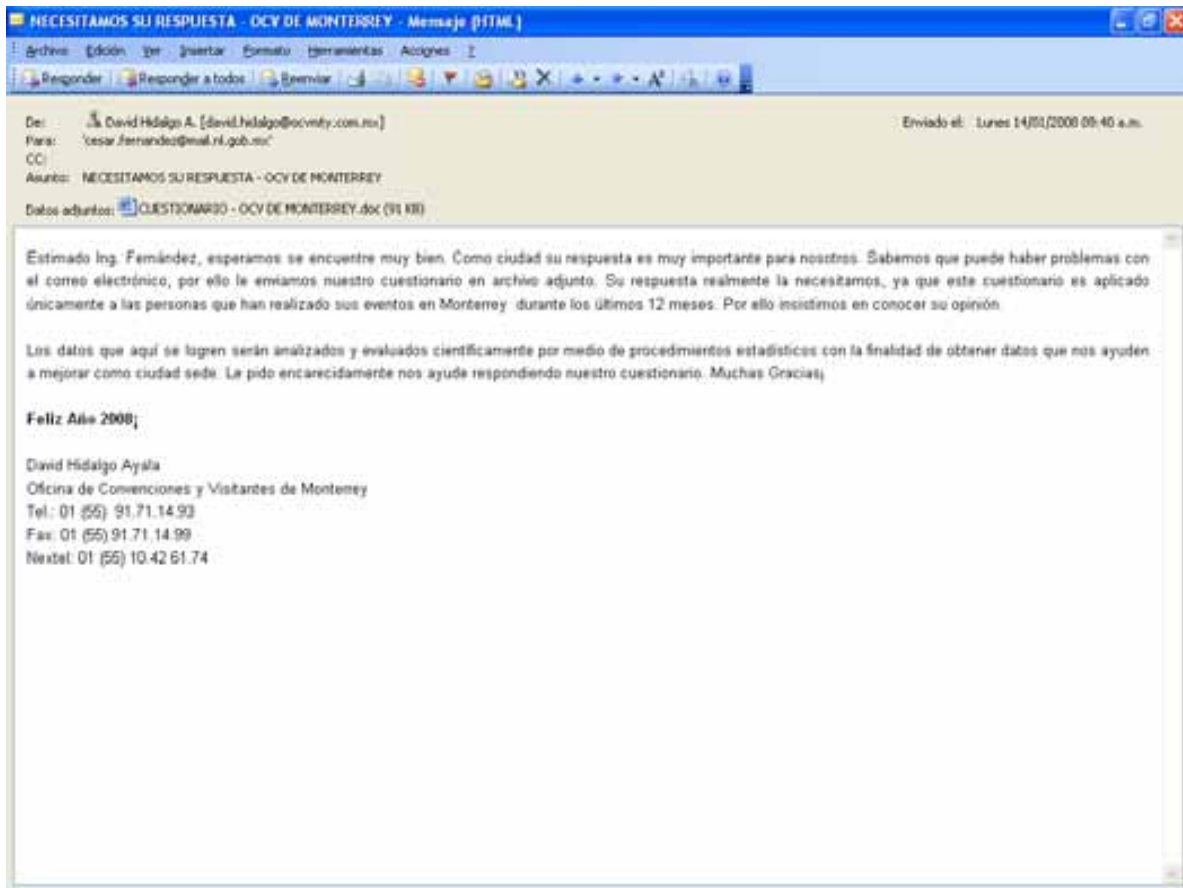 NECESITAMOS SU RESPUESTA - OCV DE MONTERREY - Mensaje (HTML)
Archivo Edición Ver Insertar Formato Herramientas Acciones ?
Responder Responder a todos Reenviar
De: David Hidalgo A. [david.hidalgo@ocvmty.com.mx] Enviado el: Lunes 14/01/2008 09:40 a.m.
Para: 'cesar.fernandez@mail.nl.gob.mx'
CC:
Asunto: NECESITAMOS SU RESPUESTA - OCV DE MONTERREY
Datos adjuntos: CUESTIONARIO - OCV DE MONTERREY.doc (91 KB)
Estimado Ing. Fernández, esperamos se encuentre muy bien. Como ciudad su respuesta es muy importante para nosotros. Sabemos que puede haber problemas con
el correo electrónico, por ello le enviamos nuestro cuestionario en archivo adjunto. Su respuesta realmente la necesitamos, ya que este cuestionario es aplicado
únicamente a las personas que han realizado sus eventos en Monterrey durante los últimos 12 meses. Por ello insistimos en conocer su opinión.
Los datos que aquí se logren serán analizados y evaluados científicamente por medio de procedimientos estadísticos con la finalidad de obtener datos que nos ayuden
a mejorar como ciudad sede. Le pido encarecidamente nos ayude respondiendo nuestro cuestionario. Muchas Gracias¡
Feliz Año 2008¡
David Hidalgo Ayala
Oficina de Convenciones y Visitantes de Monterrey
Tel.: 01 (55) 91.71.14.93
Fax: 01 (55) 91.71.14.99
Nextel: 01 (55) 10.42 61.74